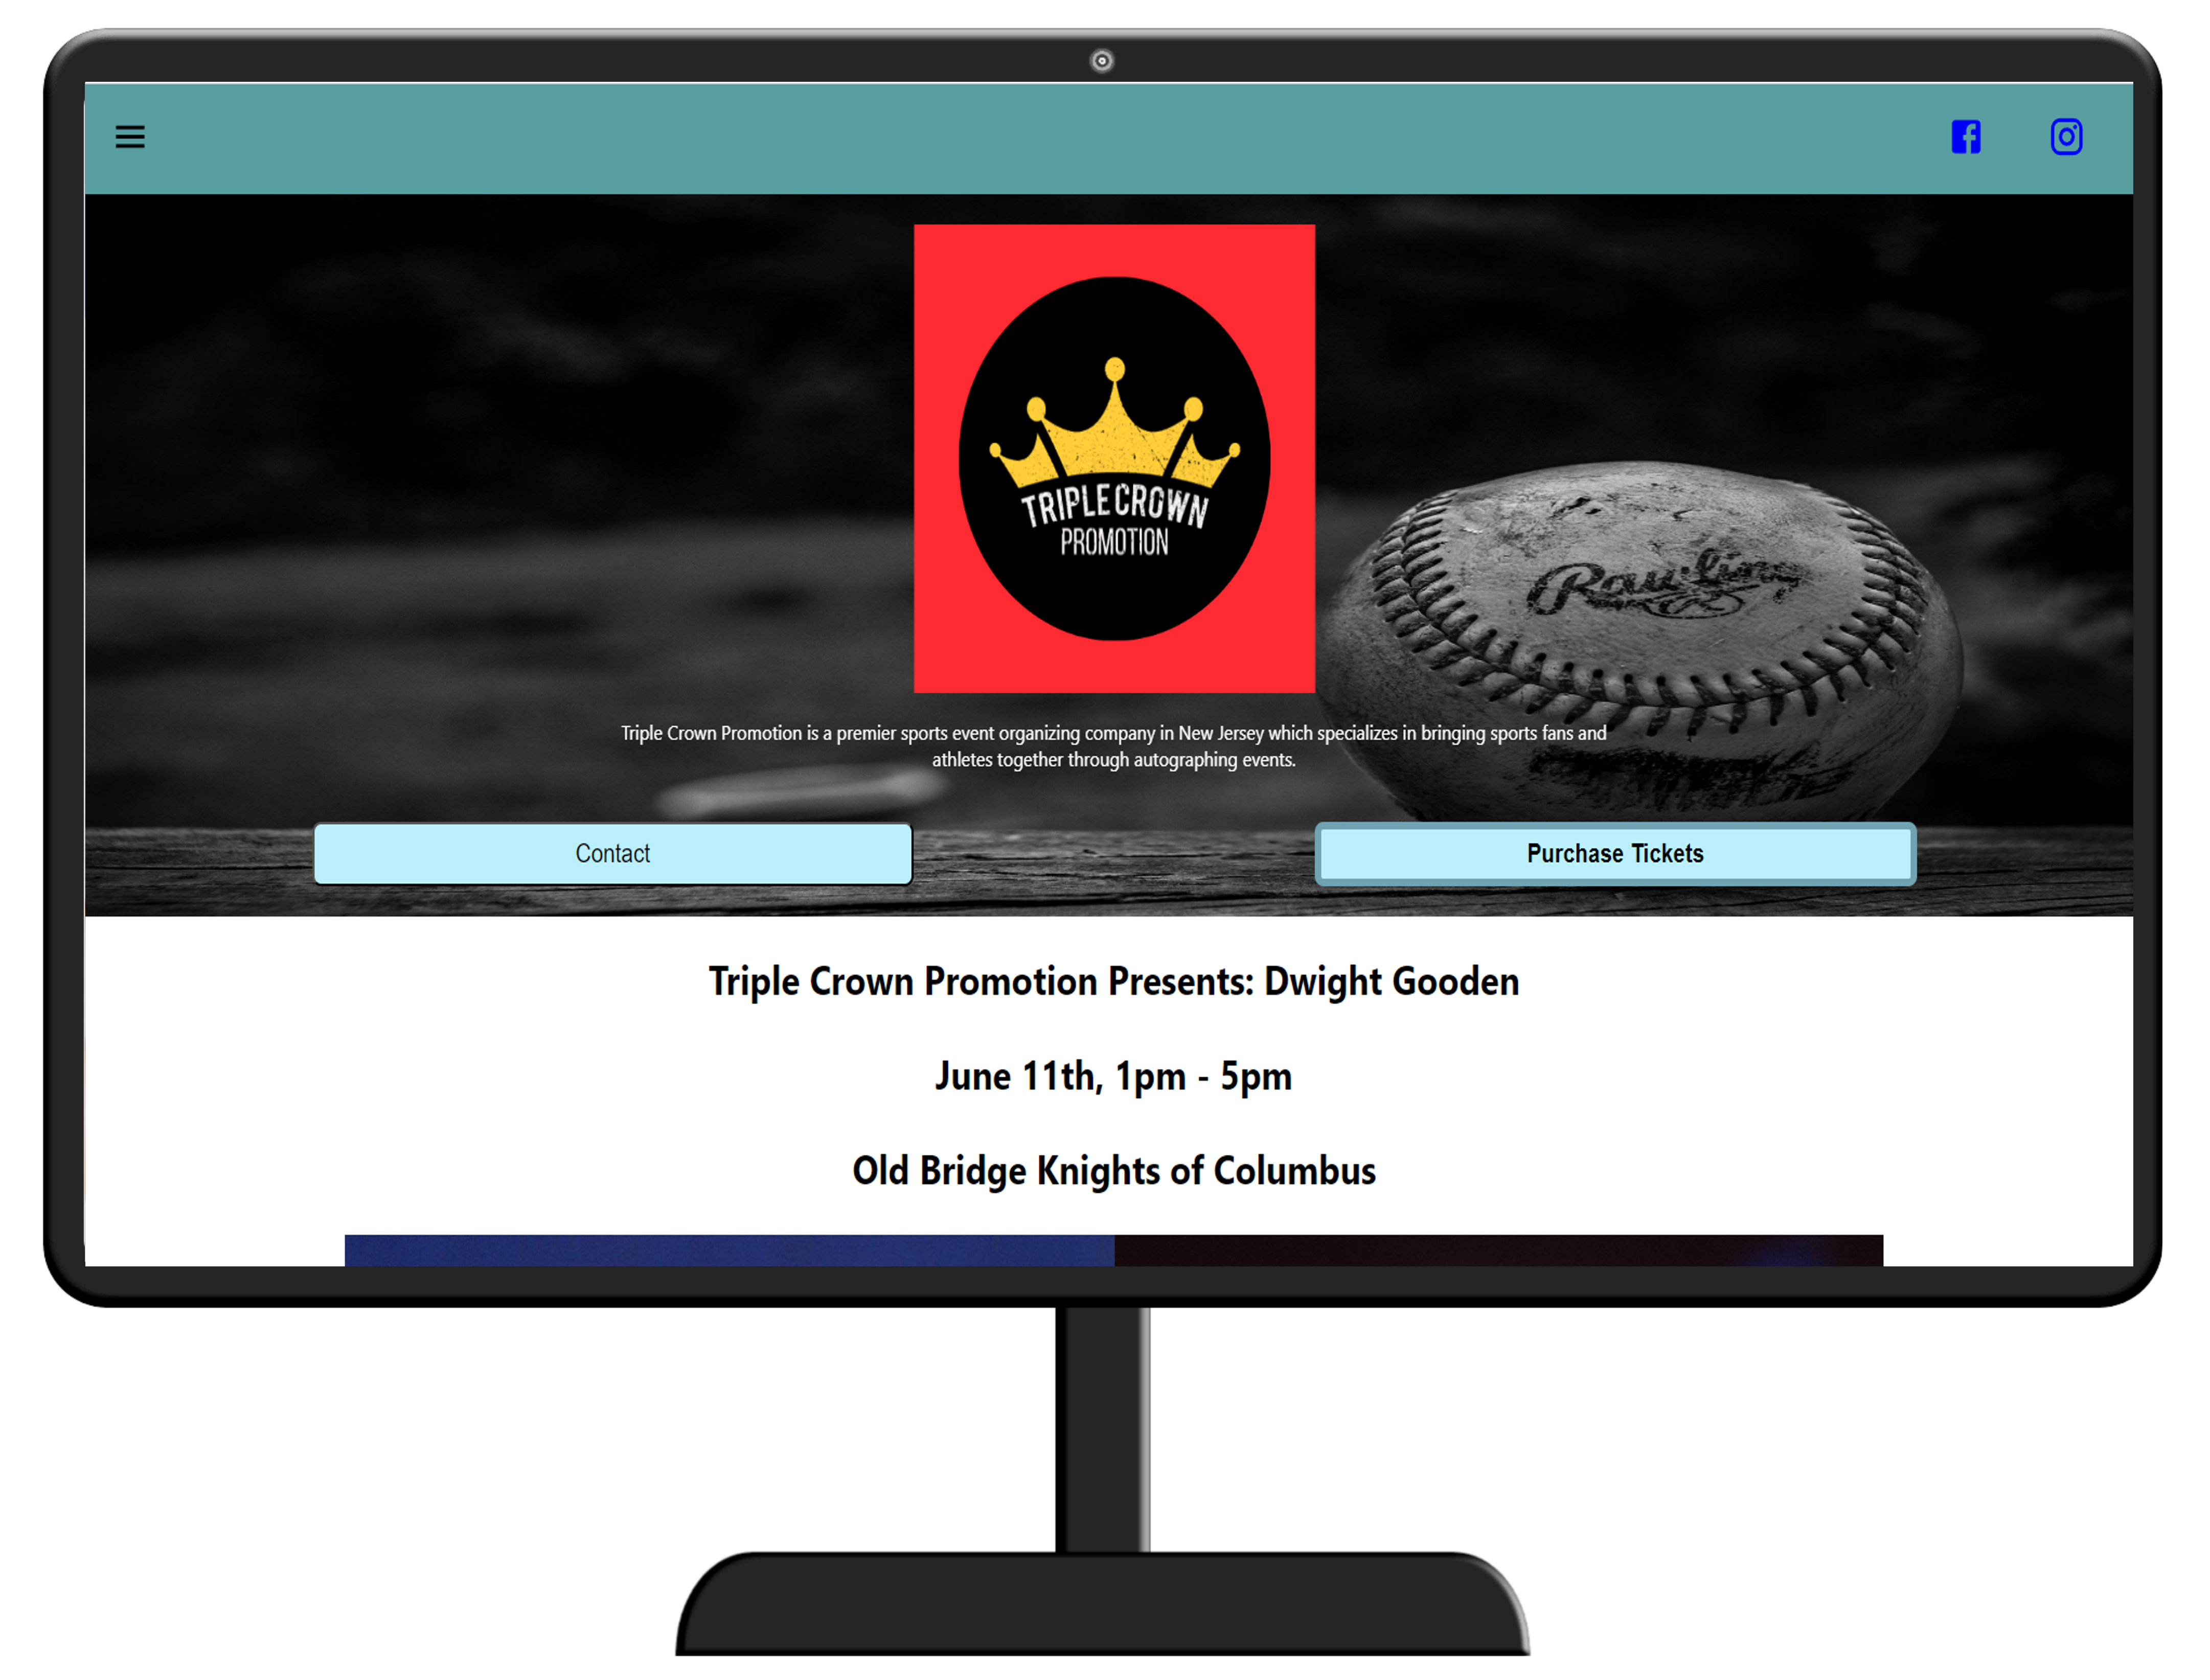 TRIPLE CROWN
PROMOTION
Rawlings
Triple Crown Promotion is a premier sports event organizing company in New Jersey which specializes in bringing sports fans and
athletes together through autographing events.
Contact
Purchase Tickets
Triple Crown Promotion Presents: Dwight Gooden
June 11th, 1pm - 5pm
Old Bridge Knights of Columbus